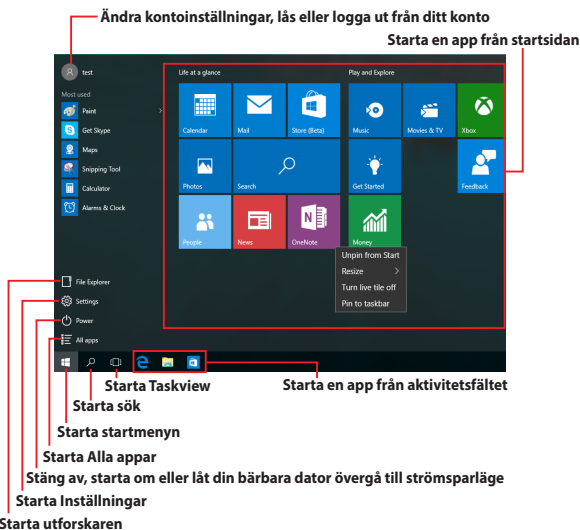 Ändra kontoinställningar, lås eller logga ut från ditt konto
Starta en app från startsidan
test
Life at a glance
Play and Explore
Most used
Paint
Get Skype
Maps
Snipping Tool
Calculator
Alarms & Clock
Calendar
Mail
Store (Beta)
Music
Movies & TV
Xbox
Photos
Search
Get Started
Feedback
People
News
OneNote
Money
Unpin from Start
Resize
Turn live tile off
Pin to taskbar
File Explorer
Settings
Power
All apps
Starta Taskview
Starta en app från aktivitetsfältet
Starta sök
Starta startmenyn
Starta Alla appar
Stäng av, starta om eller låt din bärbara dator övergå till strömsparläge
Starta Inställningar
Starta utforskaren